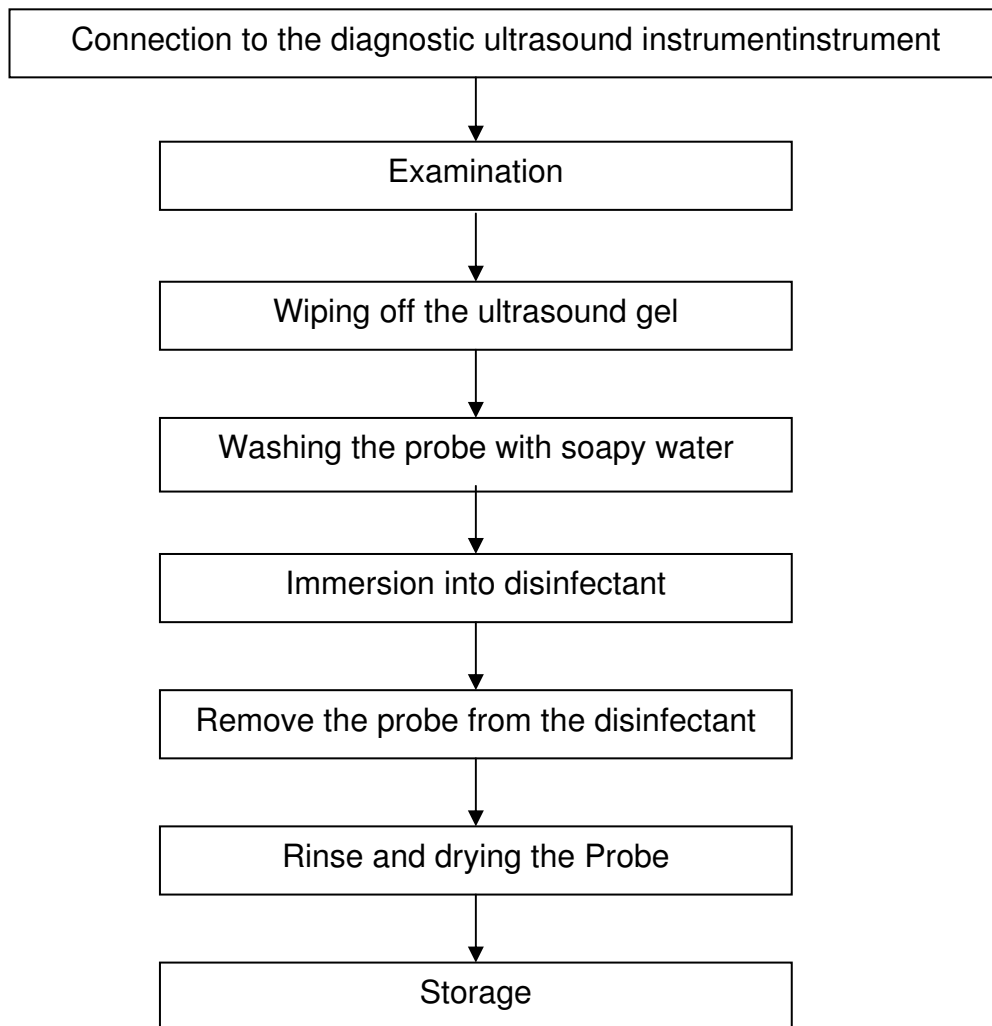 Connection to the diagnostic ultrasound instrumentinstrument
Examination
Wiping off the ultrasound gel
Washing the probe with soapy water
Immersion into disinfectant
Remove the probe from the disinfectant
Rinse and drying the Probe
Storage